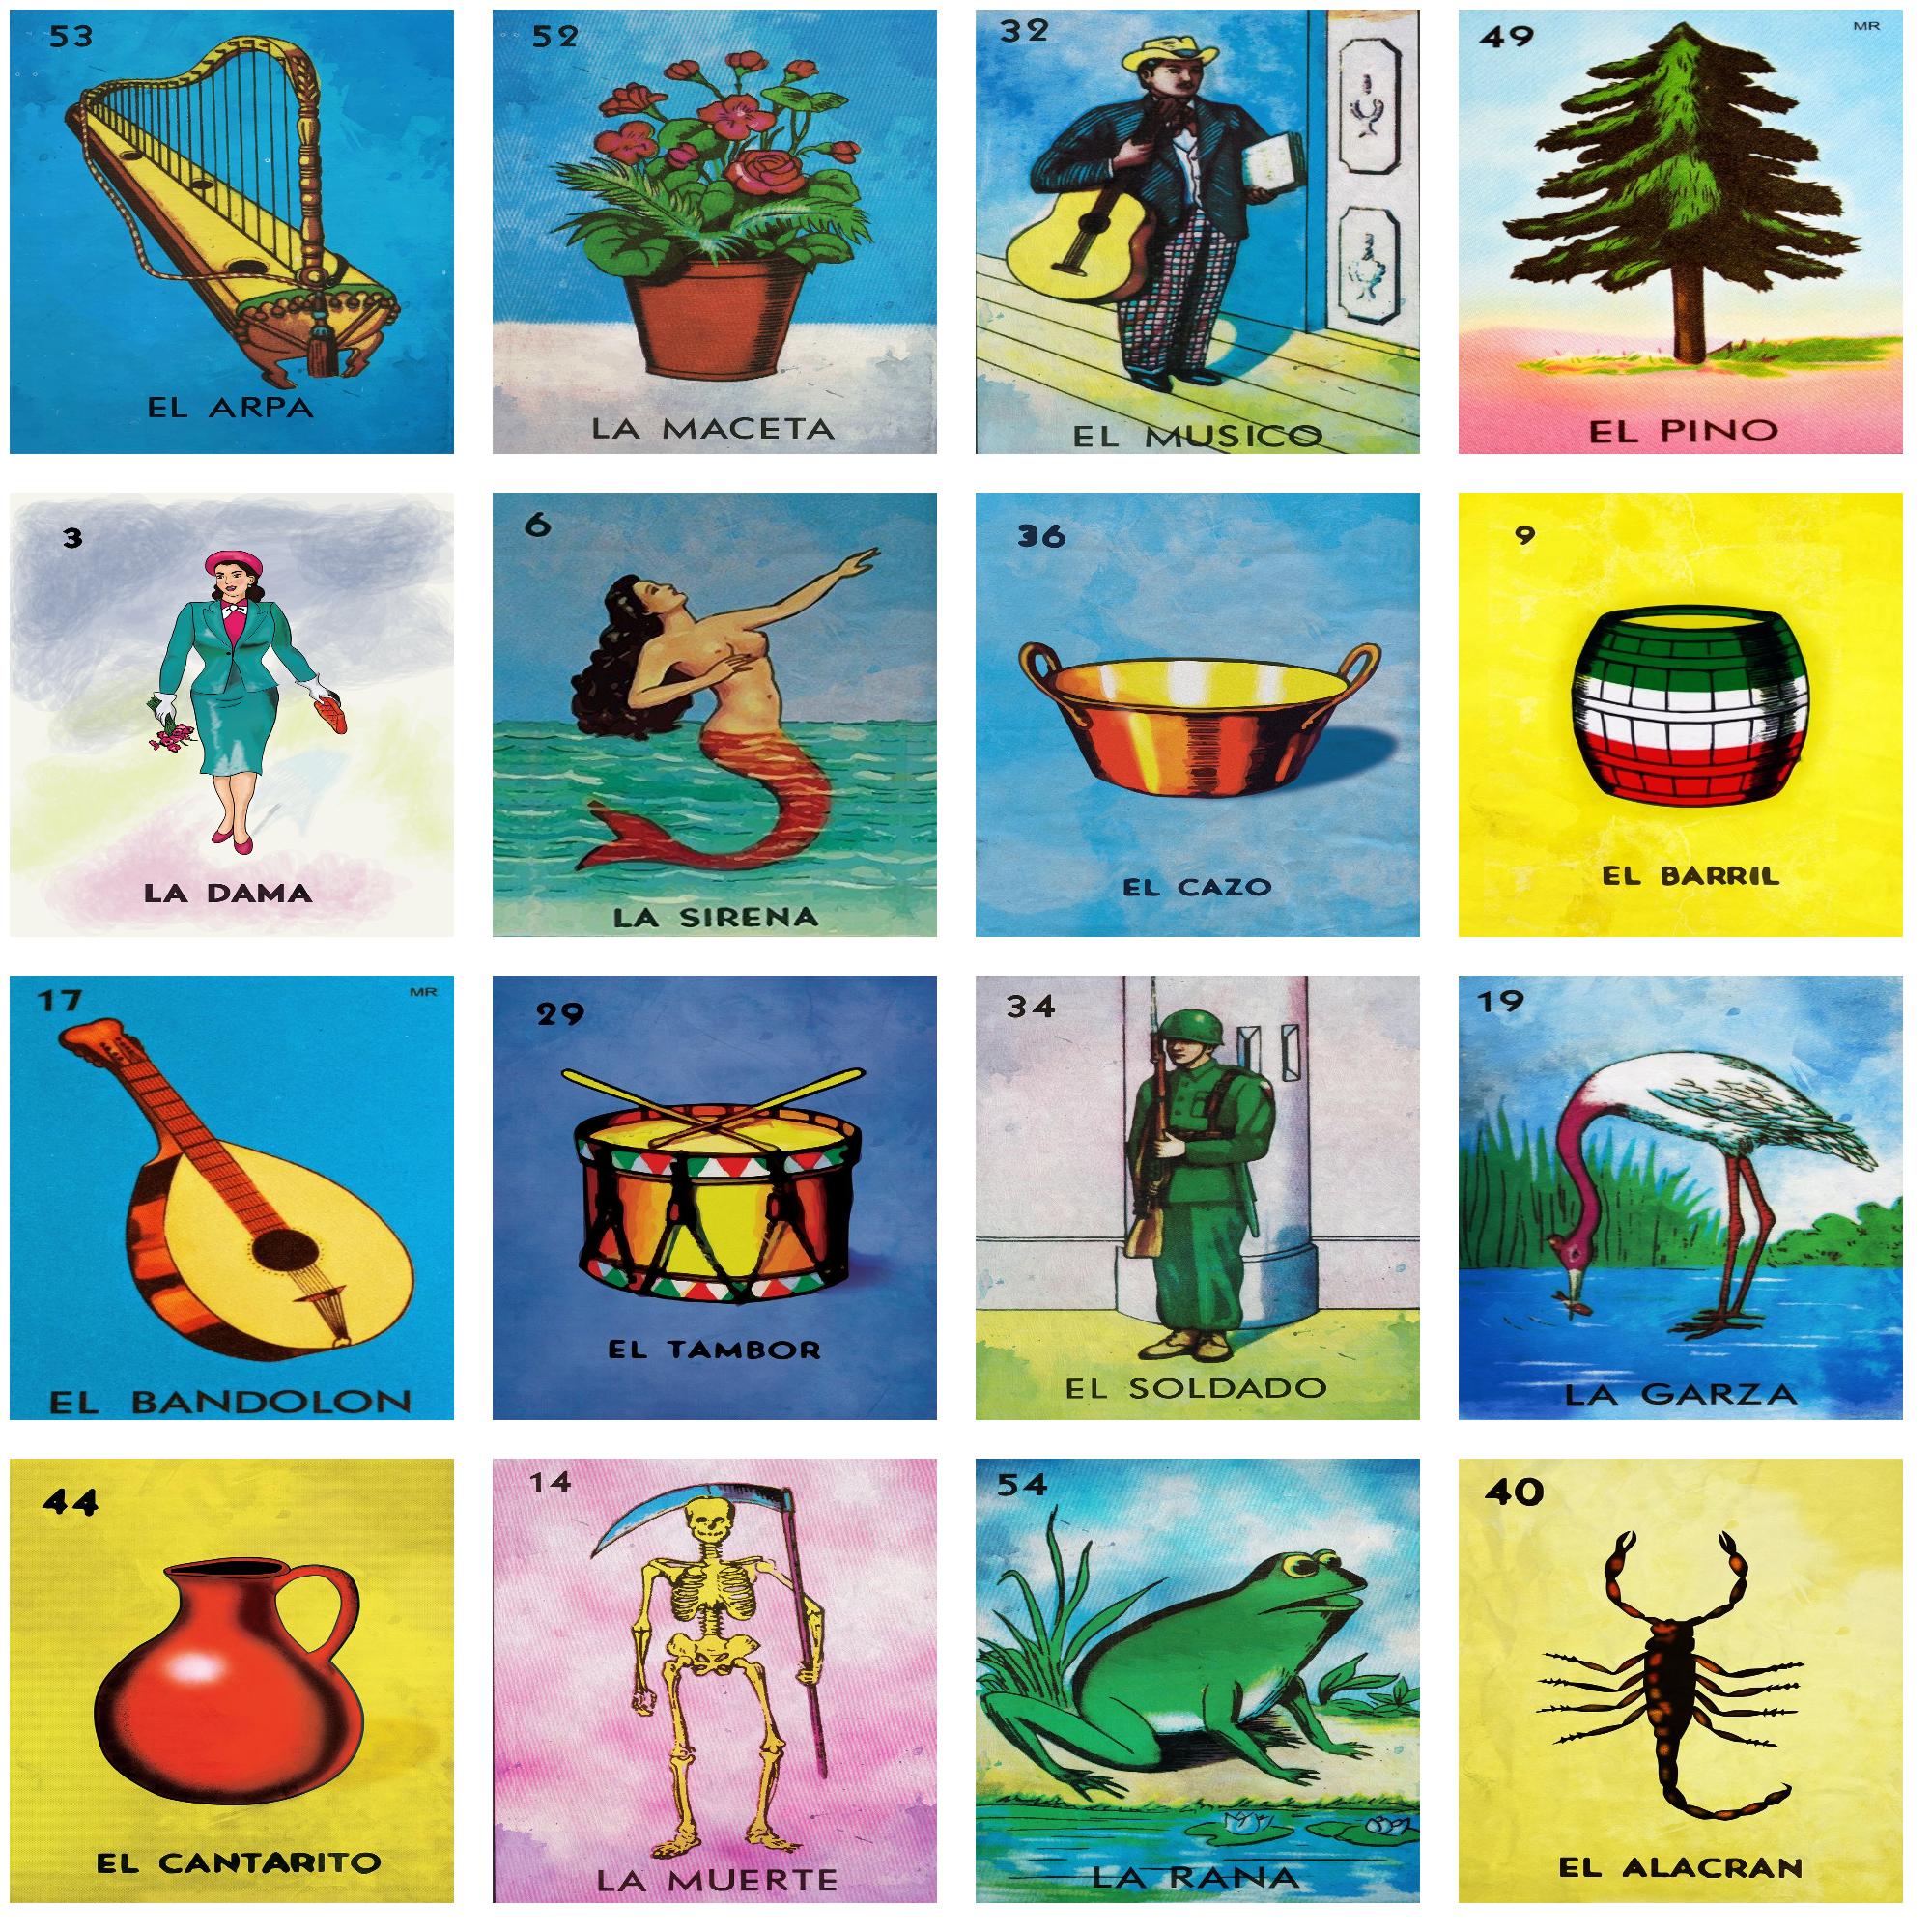 53
EL ARPA
52
LA MACETA
32
EL MUSICO
49
MR
EL PINO
3
LA DAMA
6
LA SIRENA
36
EL CAZO
9
EL BARRIL
17
MR
EL BANDOLON
29
EL TAMBOR
34
EL SOLDADO
19
LA GARZA
44
EL CANTARITO
14
LA MUERTE
54
LA RANA
40
EL ALACRAN